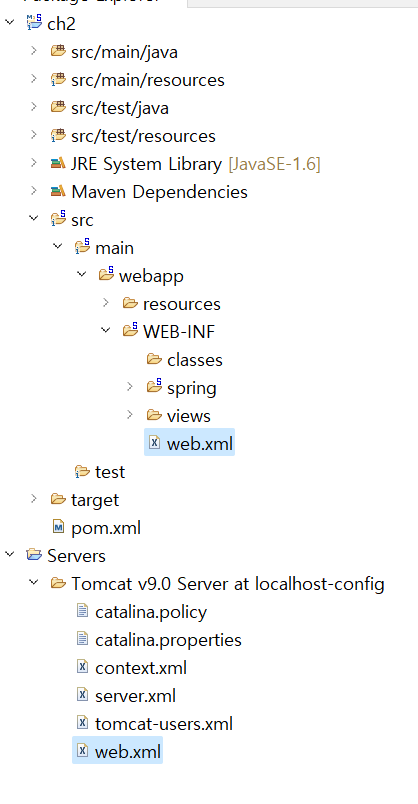 Package Explorer
ch2
src/main/java
src/main/resources
src/test/java
src/test/resources
JRE System Library [JavaSE-1.6]
Maven Dependencies
src
main
webapp
resources
WEB-INF
classes
spring
views
web.xml
test
target
pom.xml
Servers
Tomcat v9.0 Server at localhost-config
catalina.policy
catalina.properties
context.xml
server.xml
tomcat-users.xml
web.xml